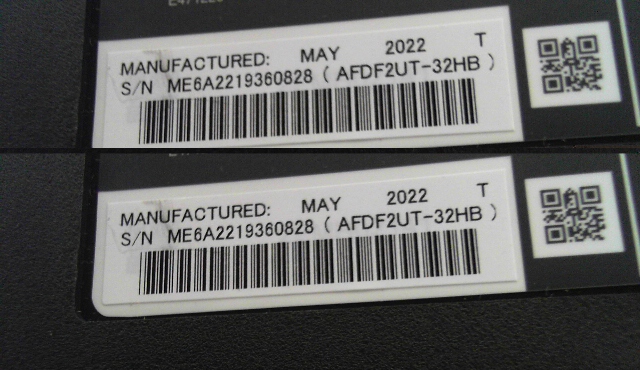 MANUFACTURED: MAY 2022 T
S/N ME6A2219360828 ( AFDF2UT-32HB )
MANUFACTURED: MAY 2022 T
S/N ME6A2219360828 ( AFDF2UT-32HB )